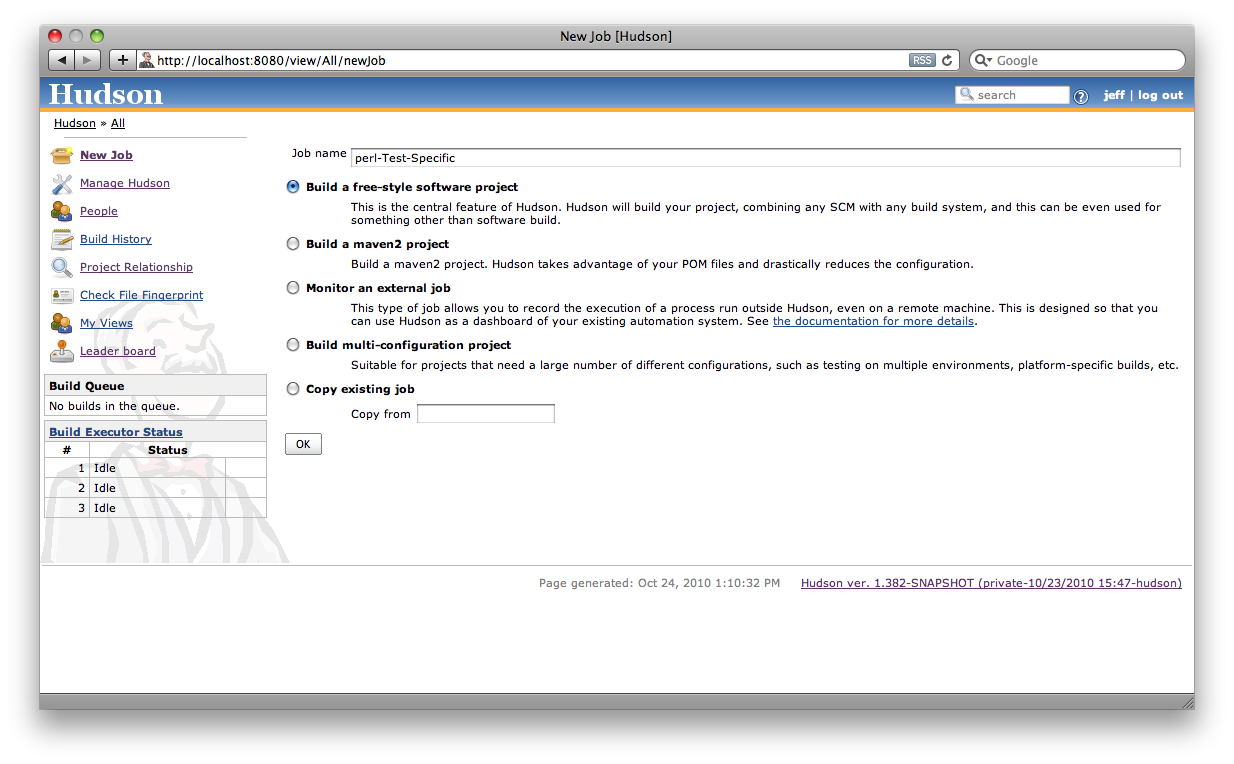 New Job [Hudson]
http://localhost:8080/view/All/newJob
RSS
Google
Hudson
search
?
jeff | log out
Hudson » All
New Job
Manage Hudson
People
Build History
Project Relationship
Check File Fingerprint
My Views
Leader board
Build Queue
No builds in the queue.
Build Executor Status
# Status
1 Idle
2 Idle
3 Idle
Job name perl-Test-Specific
Build a free-style software project
This is the central feature of Hudson. Hudson will build your project, combining any SCM with any build system, and this can be even used for
something other than software build.
Build a maven2 project
Build a maven2 project. Hudson takes advantage of your POM files and drastically reduces the configuration.
Monitor an external job
This type of job allows you to record the execution of a process run outside Hudson, even on a remote machine. This is designed so that you
can use Hudson as a dashboard of your existing automation system. See the documentation for more details.
Build multi-configuration project
Suitable for projects that need a large number of different configurations, such as testing on multiple environments, platform-specific builds, etc.
Copy existing job
Copy from
OK
Page generated: Oct 24, 2010 1:10:32 PM Hudson ver. 1.382-SNAPSHOT (private-10/23/2010 15:47-hudson)